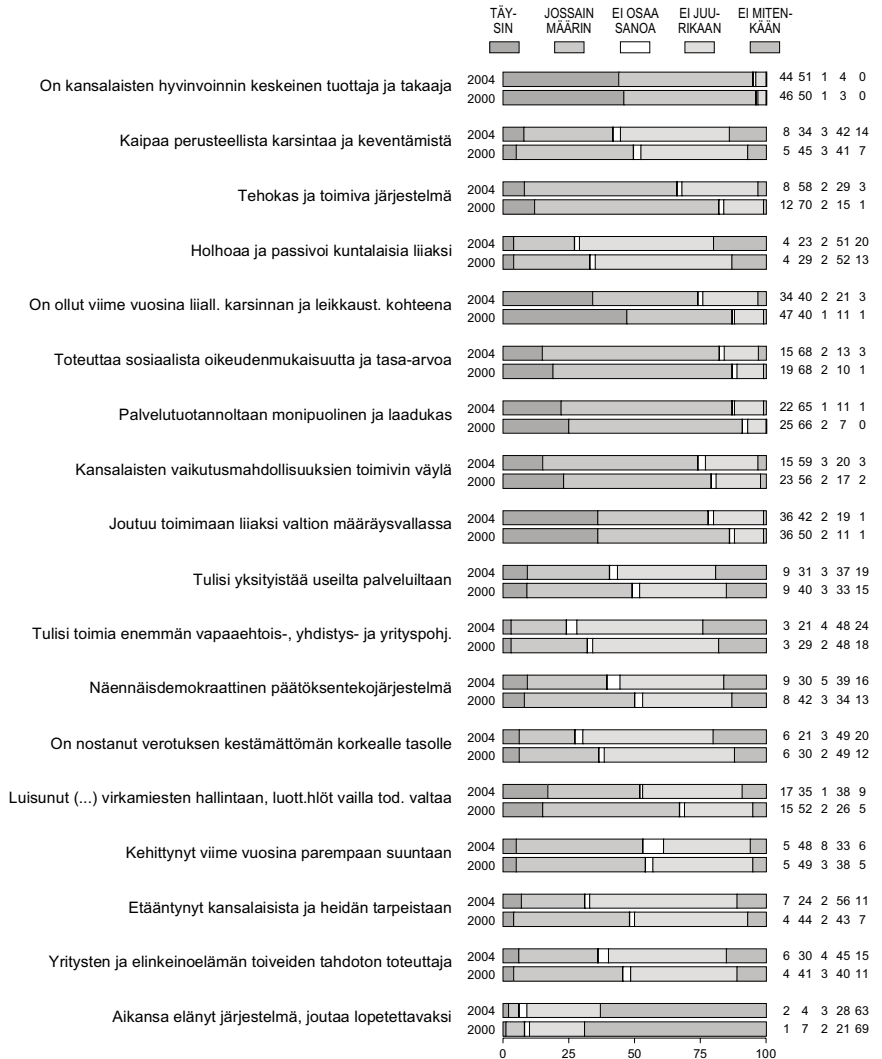 TÄY-
SIN
JOSSAIN
MÄÄRIN
EI OSAA
SANOA
EI JUU-
RIKAAN
EI MITEN-
KÄÄN
On kansalaisten hyvinvoinnin keskeinen tuottaja ja takaaja
2004 44 51 1 4 0
2000 46 50 1 3 0
Kaipaa perusteellista karsintaa ja keventämistä
2004 8 34 3 42 14
2000 5 45 3 41 7
Tehokas ja toimiva järjestelmä
2004 8 58 2 29 3
2000 12 70 2 15 1
Holhoaa ja passivoi kuntalaisia liiaksi
2004 4 23 2 51 20
2000 4 29 2 52 13
On ollut viime vuosina liiall. karsinnan ja leikkaust. kohteena
2004 34 40 2 21 3
2000 47 40 1 11 1
Toteuttaa sosiaalista oikeudenmukaisuutta ja tasa-arvoa
2004 15 68 2 13 3
2000 19 68 2 10 1
Palvelutuotannoltaan monipuolinen ja laadukas
2004 22 65 1 11 1
2000 25 66 2 7 0
Kansalaisten vaikutusmahdollisuuksien toimivin väylä
2004 15 59 3 20 3
2000 23 56 2 17 2
Joutuu toimimaan liiaksi valtion määräysvallassa
2004 36 42 2 19 1
2000 36 50 2 11 1
Tulisi yksityistää useilta palveluiltaan
2004 9 31 3 37 19
2000 9 40 3 33 15
Tulisi toimia enemmän vapaaehtois-, yhdistys- ja yrityspohj.
2004 3 21 4 48 24
2000 3 29 2 48 18
Näennäisdemokraattinen päätöksentekojärjestelmä
2004 9 30 5 39 16
2000 8 42 3 34 13
On nostanut verotuksen kestämättömän korkealle tasolle
2004 6 21 3 49 20
2000 6 30 2 49 12
Luisunut (...) virkamiesten hallintaan, luott.hlöt vailla tod. valtaa
2004 17 35 1 38 9
2000 15 52 2 26 5
Kehittynyt viime vuosina parempaan suuntaan
2004 5 48 8 33 6
2000 5 49 3 38 5
Etääntynyt kansalaisista ja heidän tarpeistaan
2004 7 24 2 56 11
2000 4 44 2 43 7
Yritysten ja elinkeinoelämän toiveiden tahdoton toteuttaja
2004 6 30 4 45 15
2000 4 41 3 40 11
Aikansa elänyt järjestelmä, joutaa lopetettavaksi
2004 2 4 3 28 63
2000 1 7 2 21 69
0 25 50 75 100